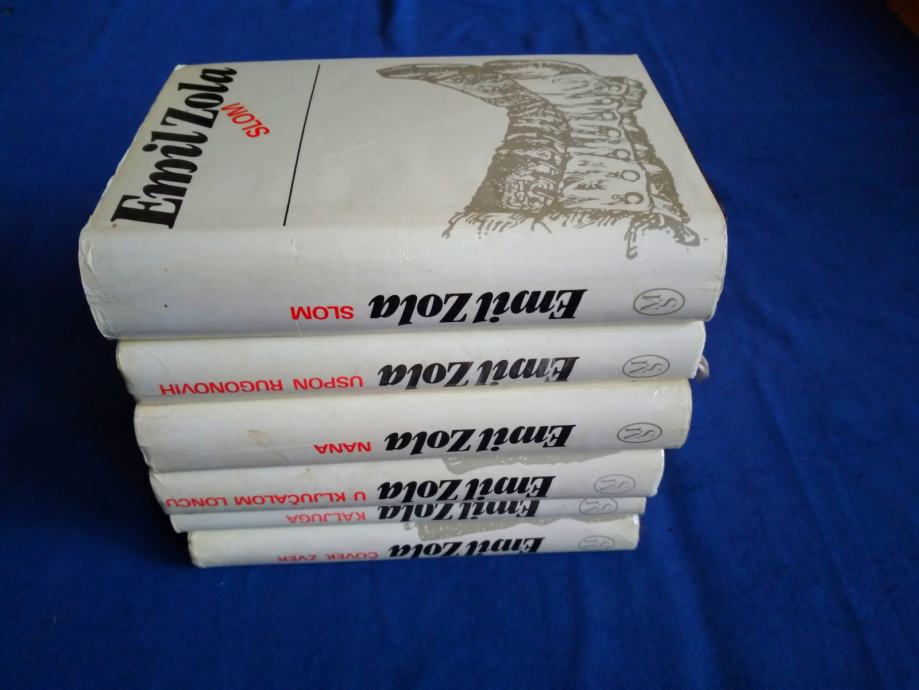 Emil Zola
SLOM
Emil Zola SLOM
Emil Zola USPON RUGONOVIH
Emil Zola NANA
Emil Zola U KLJUČALOM LONCU
Emil Zola KALJUGA
Emil Zola ČOVEK ZVER